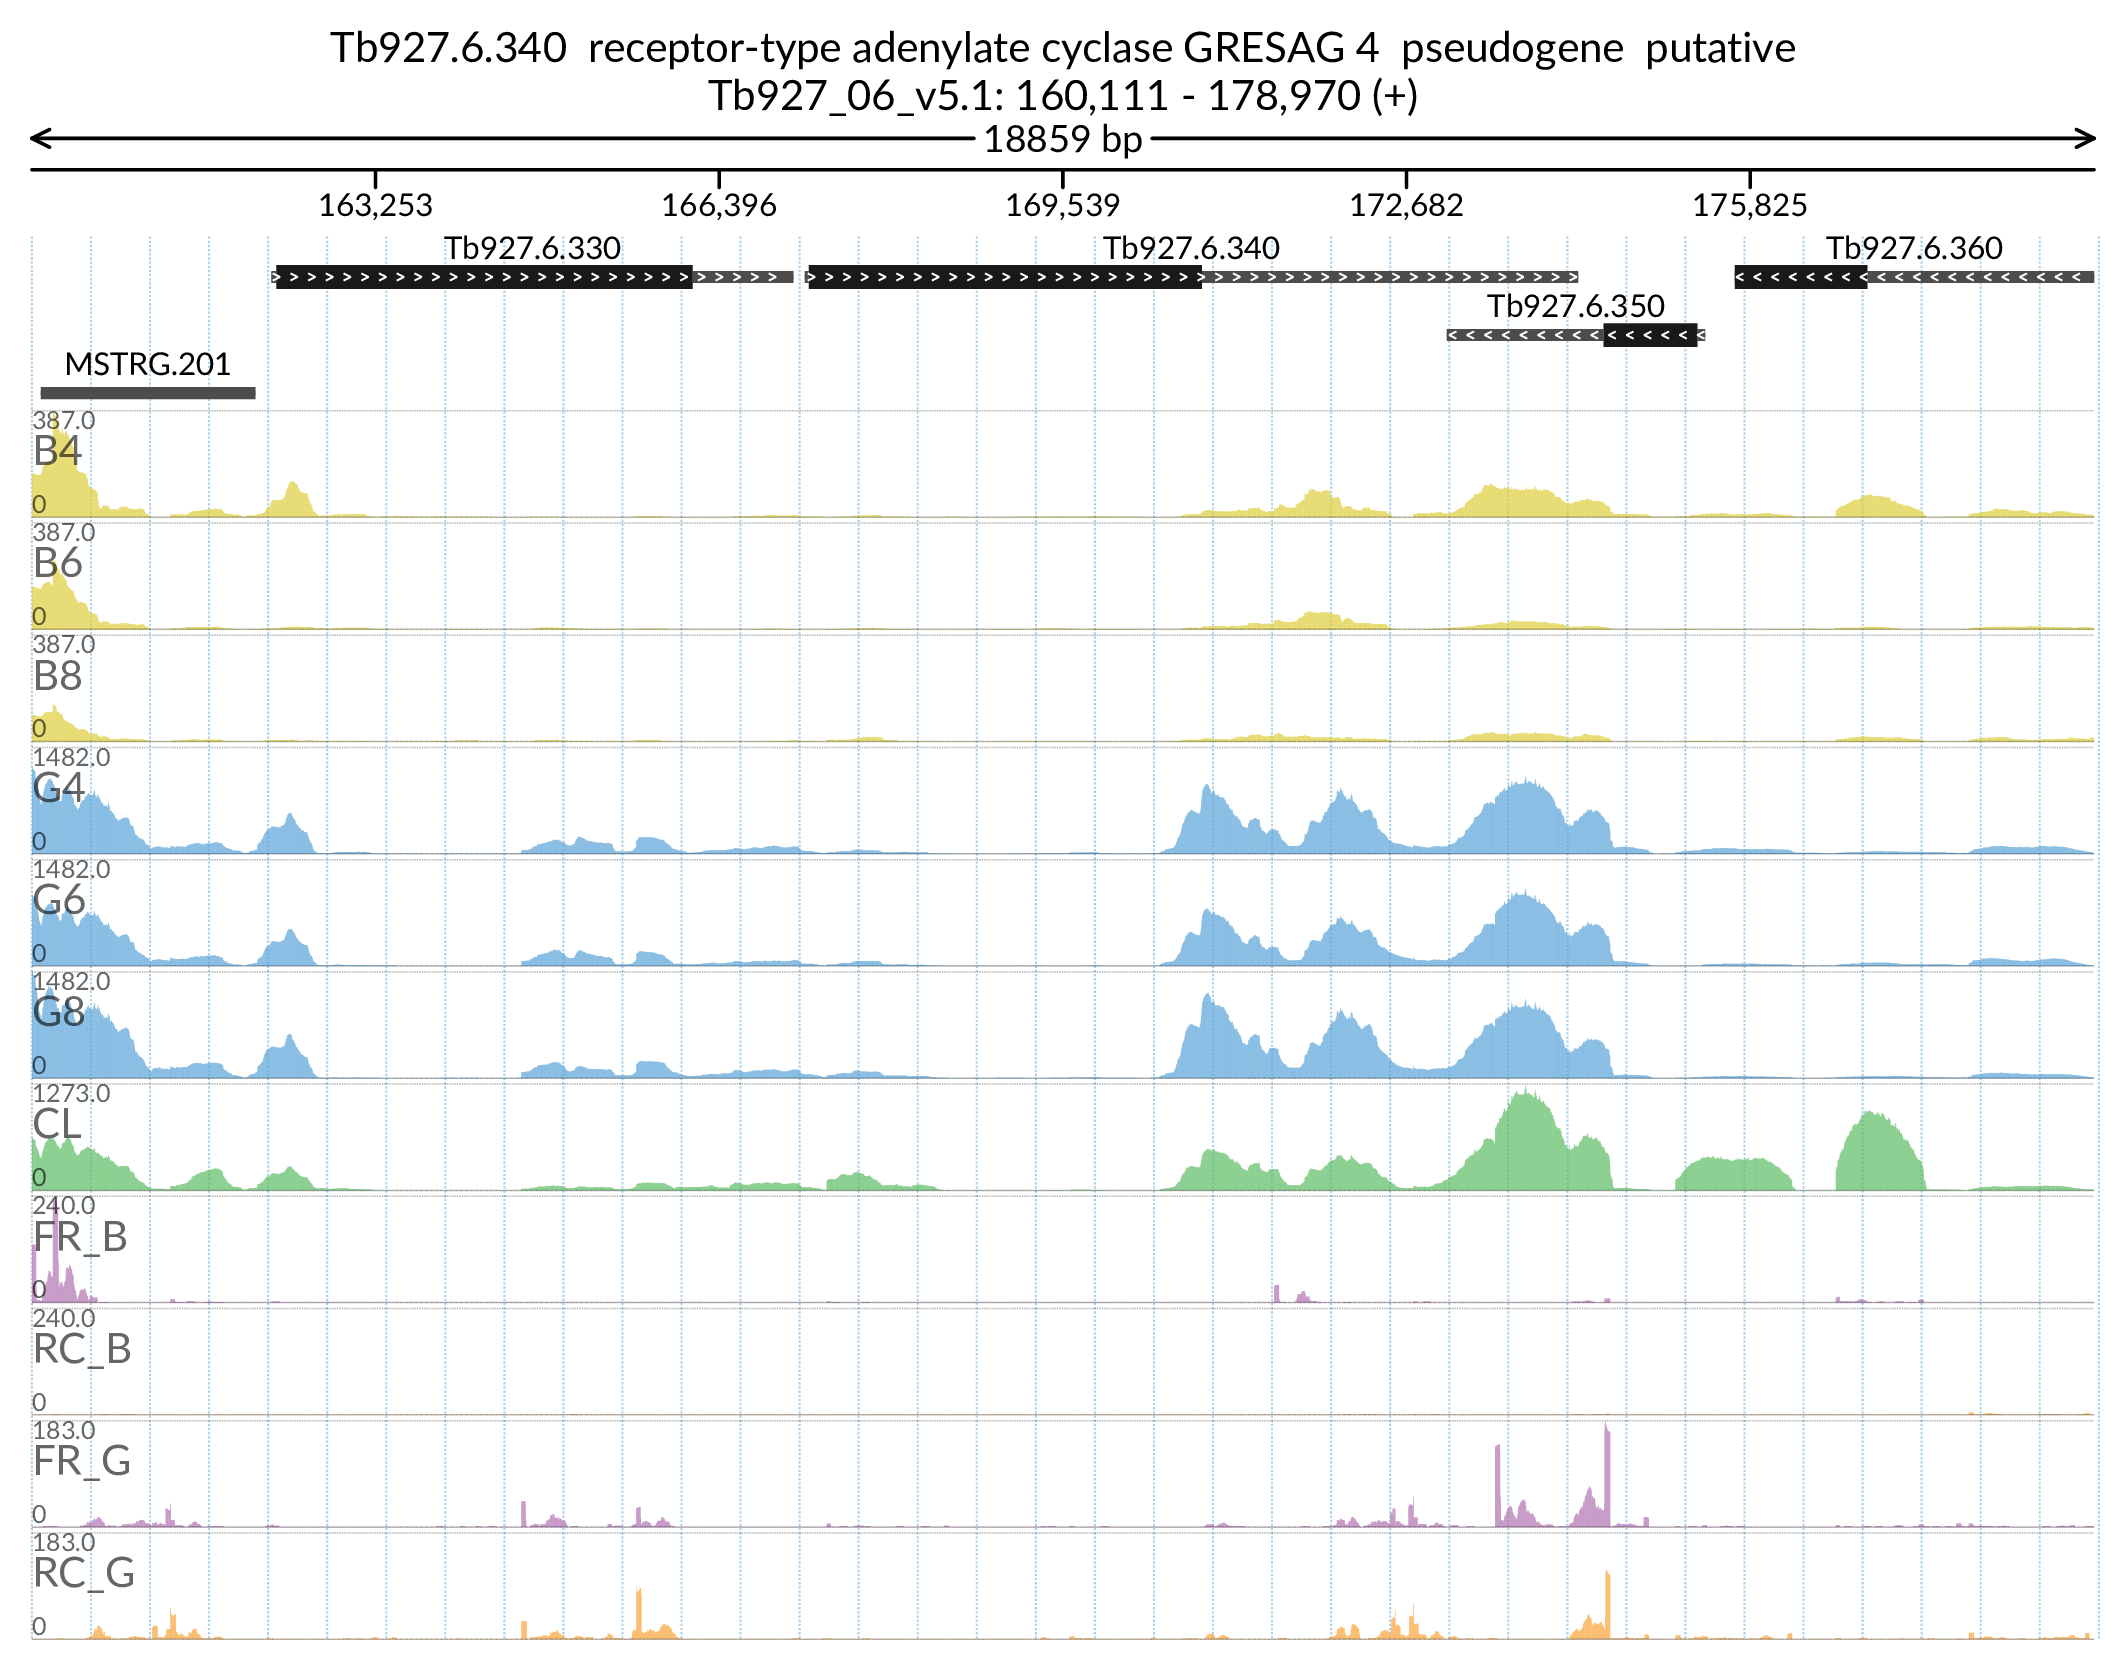 Tb927.6.340 receptor-type adenylate cyclase GRESAG 4 pseudogene putative
Tb927_06_v5.1: 160,111 - 178,970 (+)
18859 bp
163,253 166,396 169,539 172,682 175,825
Tb927.6.330 Tb927.6.340 Tb927.6.360
Tb927.6.350
MSTRG.201
387.0
B4
0
387.0
B6
0
387.0
B8
0
1482.0
G4
0
1482.0
G6
0
1482.0
G8
0
1273.0
CL
0
240.0
FR_B
0
240.0
RC_B
0
183.0
FR_G
0
183.0
RC_G
0